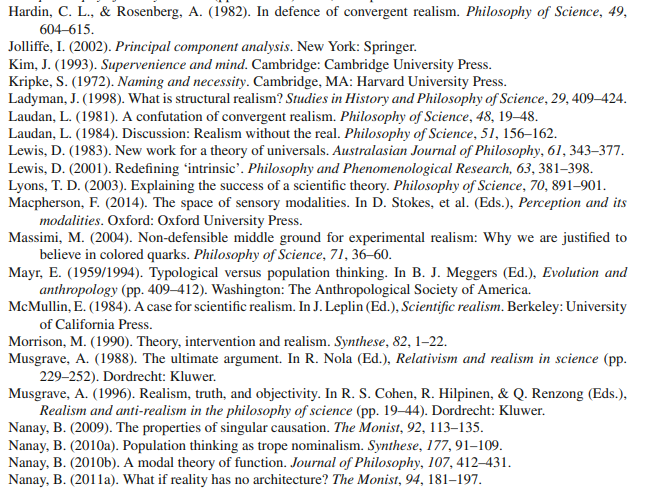 Hardin, C. L., & Rosenberg, A. (1982). In defence of convergent realism. Philosophy of Science, 49,
604–615.
Jolliffe, I. (2002). Principal component analysis. New York: Springer.
Kim, J. (1993). Supervenience and mind. Cambridge: Cambridge University Press.
Kripke, S. (1972). Naming and necessity. Cambridge, MA: Harvard University Press.
Ladyman, J. (1998). What is structural realism? Studies in History and Philosophy of Science, 29, 409–424.
Laudan, L. (1981). A confutation of convergent realism. Philosophy of Science, 48, 19–48.
Laudan, L. (1984). Discussion: Realism without the real. Philosophy of Science, 51, 156–162.
Lewis, D. (1983). New work for a theory of universals. Australasian Journal of Philosophy, 61, 343–377.
Lewis, D. (2001). Redefining ‘intrinsic’. Philosophy and Phenomenological Research, 63, 381–398.
Lyons, T. D. (2003). Explaining the success of a scientific theory. Philosophy of Science, 70, 891–901.
Macpherson, F. (2014). The space of sensory modalities. In D. Stokes, et al. (Eds.), Perception and its
modalities. Oxford: Oxford University Press.
Massimi, M. (2004). Non-defensible middle ground for experimental realism: Why we are justified to
believe in colored quarks. Philosophy of Science, 71, 36–60.
Mayr, E. (1959/1994). Typological versus population thinking. In B. J. Meggers (Ed.), Evolution and
anthropology (pp. 409–412). Washington: The Anthropological Society of America.
McMullin, E. (1984). A case for scientific realism. In J. Leplin (Ed.), Scientific realism. Berkeley: University
of California Press.
Morrison, M. (1990). Theory, intervention and realism. Synthese, 82, 1–22.
Musgrave, A. (1988). The ultimate argument. In R. Nola (Ed.), Relativism and realism in science (pp.
229–252). Dordrecht: Kluwer.
Musgrave, A. (1996). Realism, truth, and objectivity. In R. S. Cohen, R. Hilpinen, & Q. Renzong (Eds.),
Realism and anti-realism in the philosophy of science (pp. 19–44). Dordrecht: Kluwer.
Nanay, B. (2009). The properties of singular causation. The Monist, 92, 113–135.
Nanay, B. (2010a). Population thinking as trope nominalism. Synthese, 177, 91–109.
Nanay, B. (2010b). A modal theory of function. Journal of Philosophy, 107, 412–431.
Nanay, B. (2011a). What if reality has no architecture? The Monist, 94, 181–197.